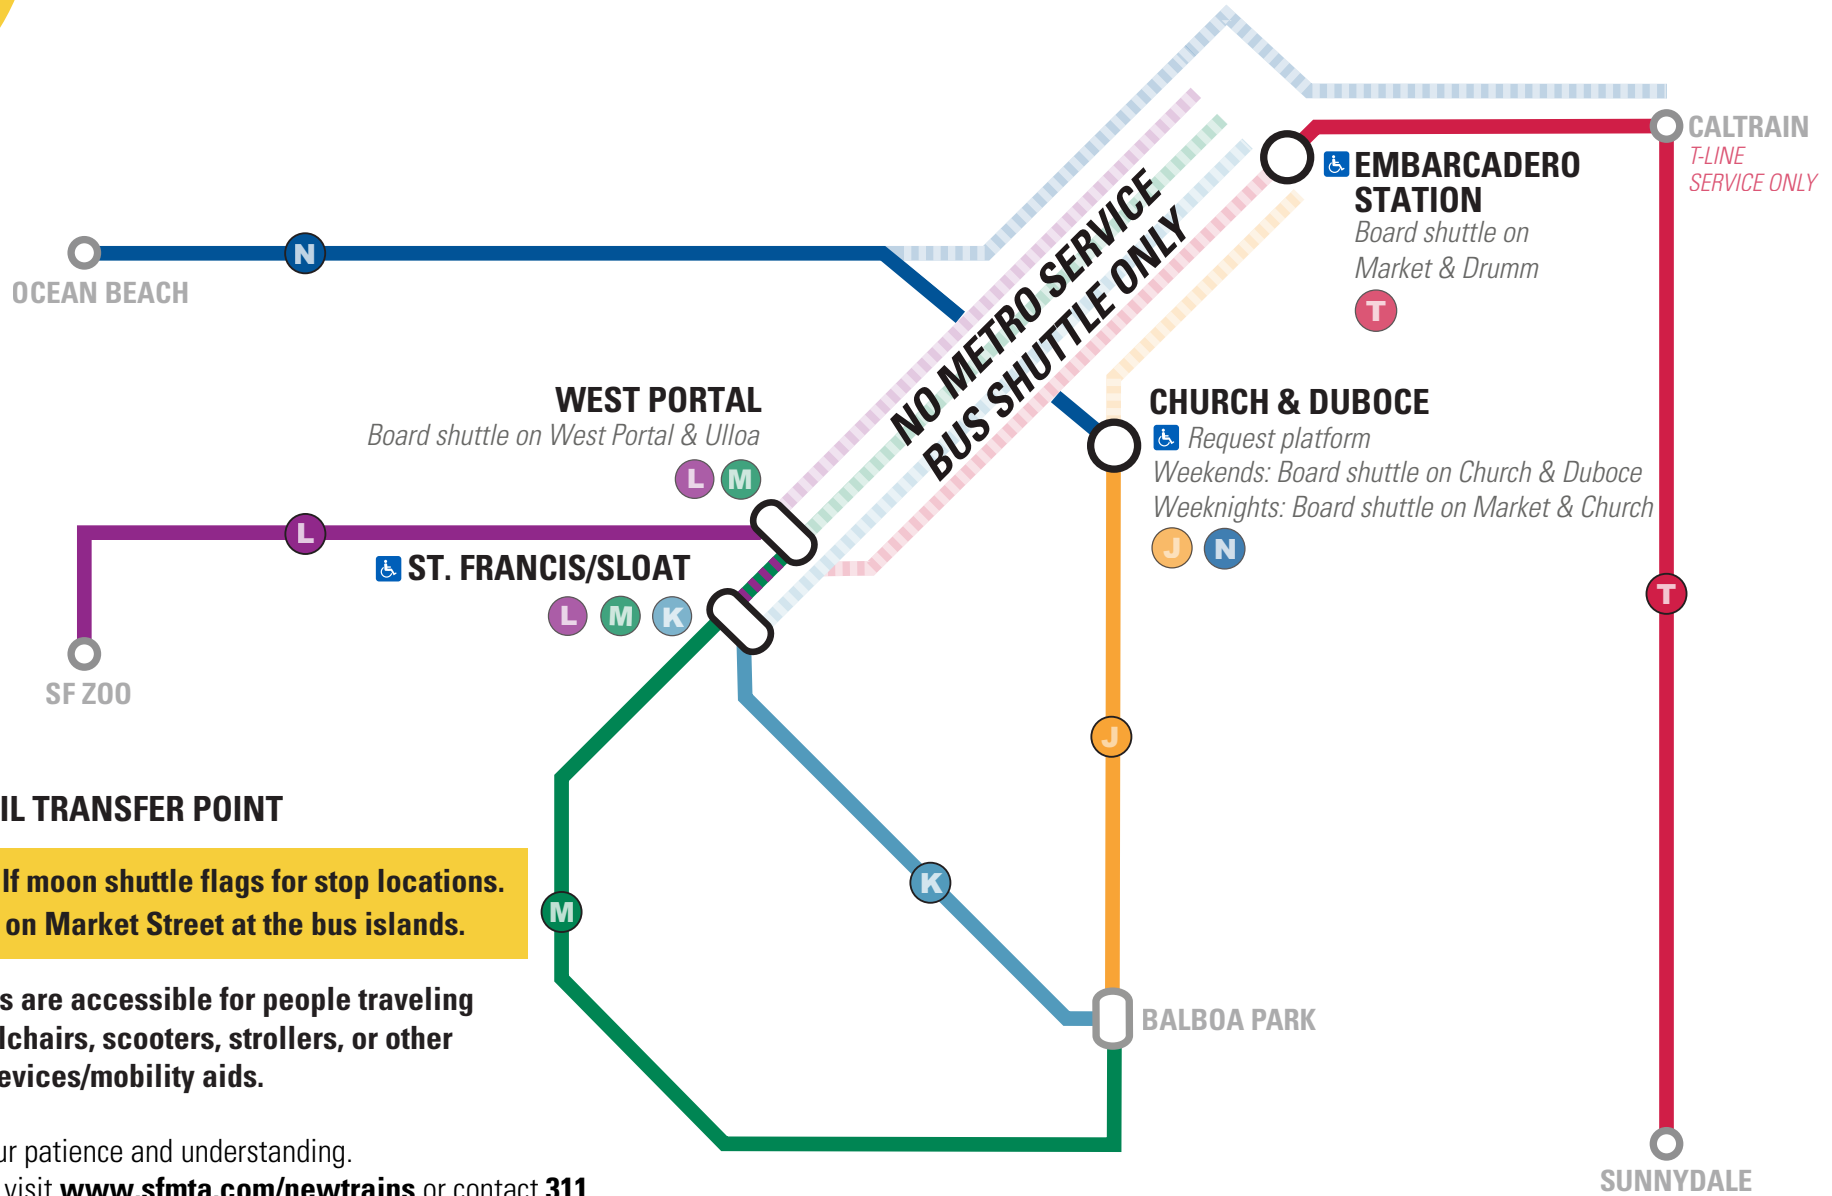 CALTRAIN
T-LINE
SERVICE ONLY
EMBARCADERO
STATION
Board shuttle on
Market & Drumm
T
N
OCEAN BEACH
NO METRO SERVICE
BUS SHUTTLE ONLY
WEST PORTAL
Board shuttle on West Portal & Ulloa
L M
CHURCH & DUBOCE
Request platform
Weekends: Board shuttle on Church & Duboce
Weeknights: Board shuttle on Market & Church
J N
L
ST. FRANCIS/SLOAT
L M K
T
SF ZOO
J
IL TRANSFER POINT
lf moon shuttle flags for stop locations.
on Market Street at the bus islands.
K
M
s are accessible for people traveling
lchairs, scooters, strollers, or other
evices/mobility aids.
BALBOA PARK
ur patience and understanding.
visit www.sfmta.com/newtrains or contact 311
SUNNYDALE